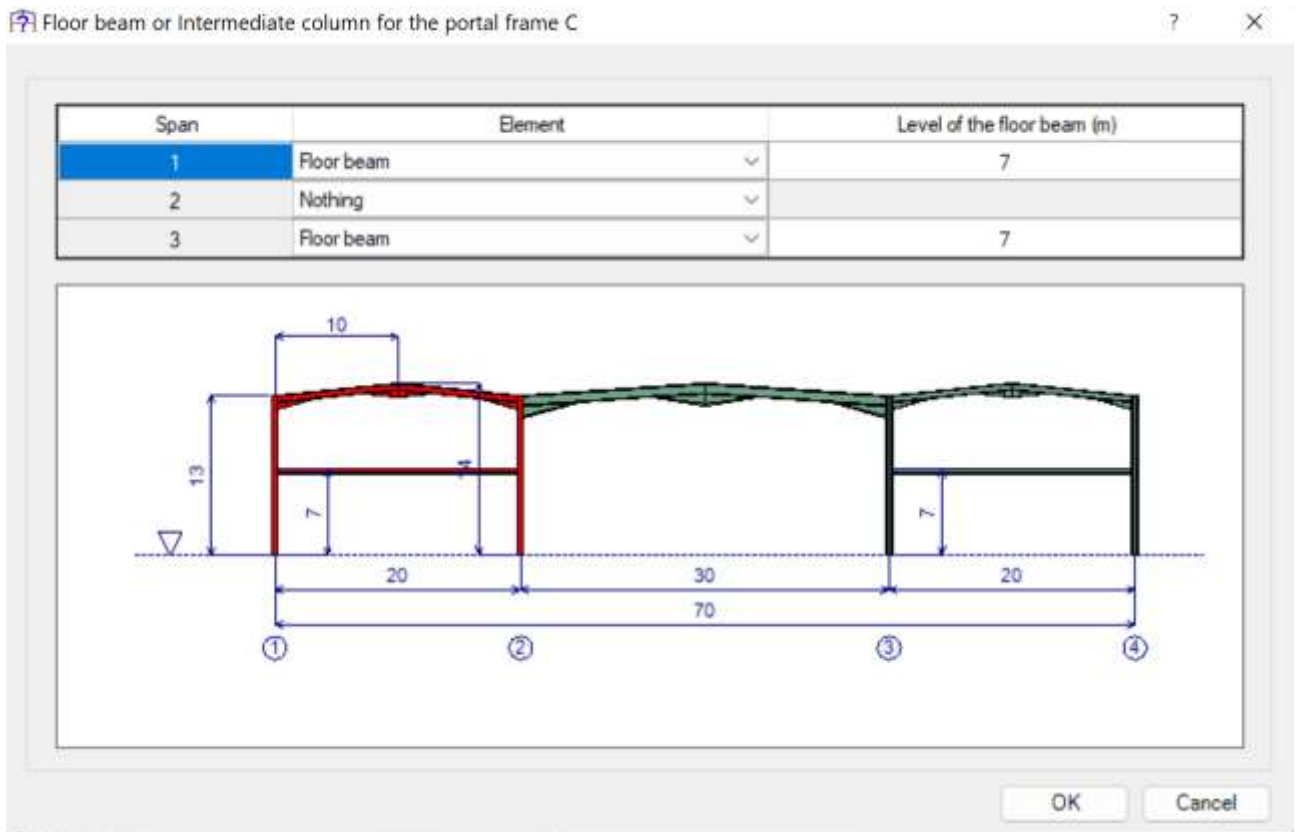 Floor beam or Intermediate column for the portal frame C ? ×
Span Element Level of the floor beam (m)
1 Floor beam 7
2 Nothing
3 Floor beam 7
10
13
7
4
7
20 30 20
70
1 2 3 4
OK Cancel